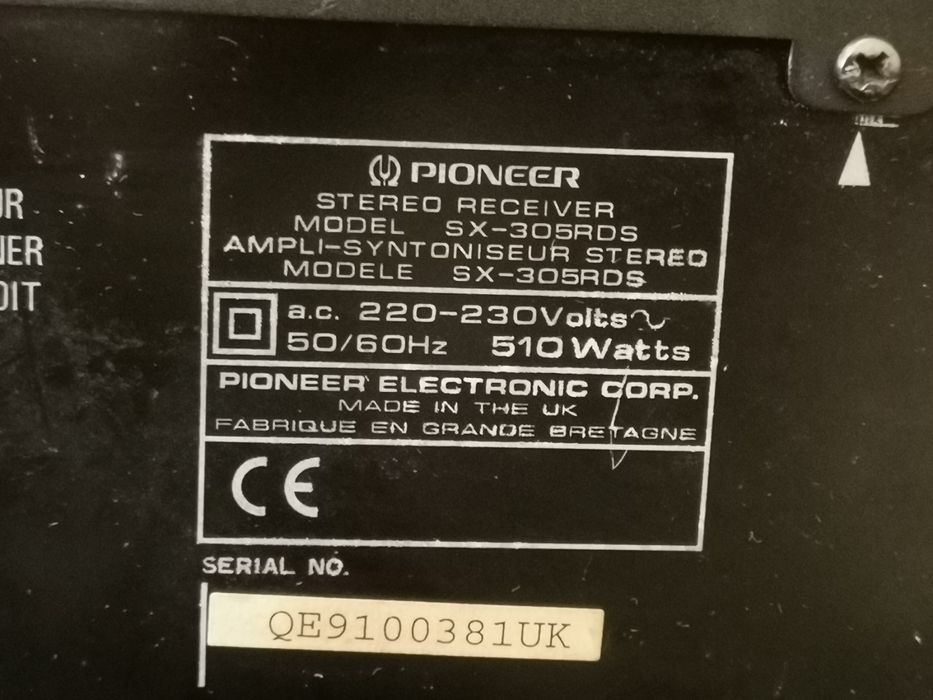 PIONEER
STEREO RECEIVER
MODEL SX-305RDS
AMPLI-SYNTONISEUR STEREO
MODELE SX-305RDS
a.c. 220-230Volts~
50/60Hz 510 Watts
PIONEER ELECTRONIC CORP.
MADE IN THE UK
FABRIQUE EN GRANDE BRETAGNE
CE
SERIAL NO.
QE9100381UK